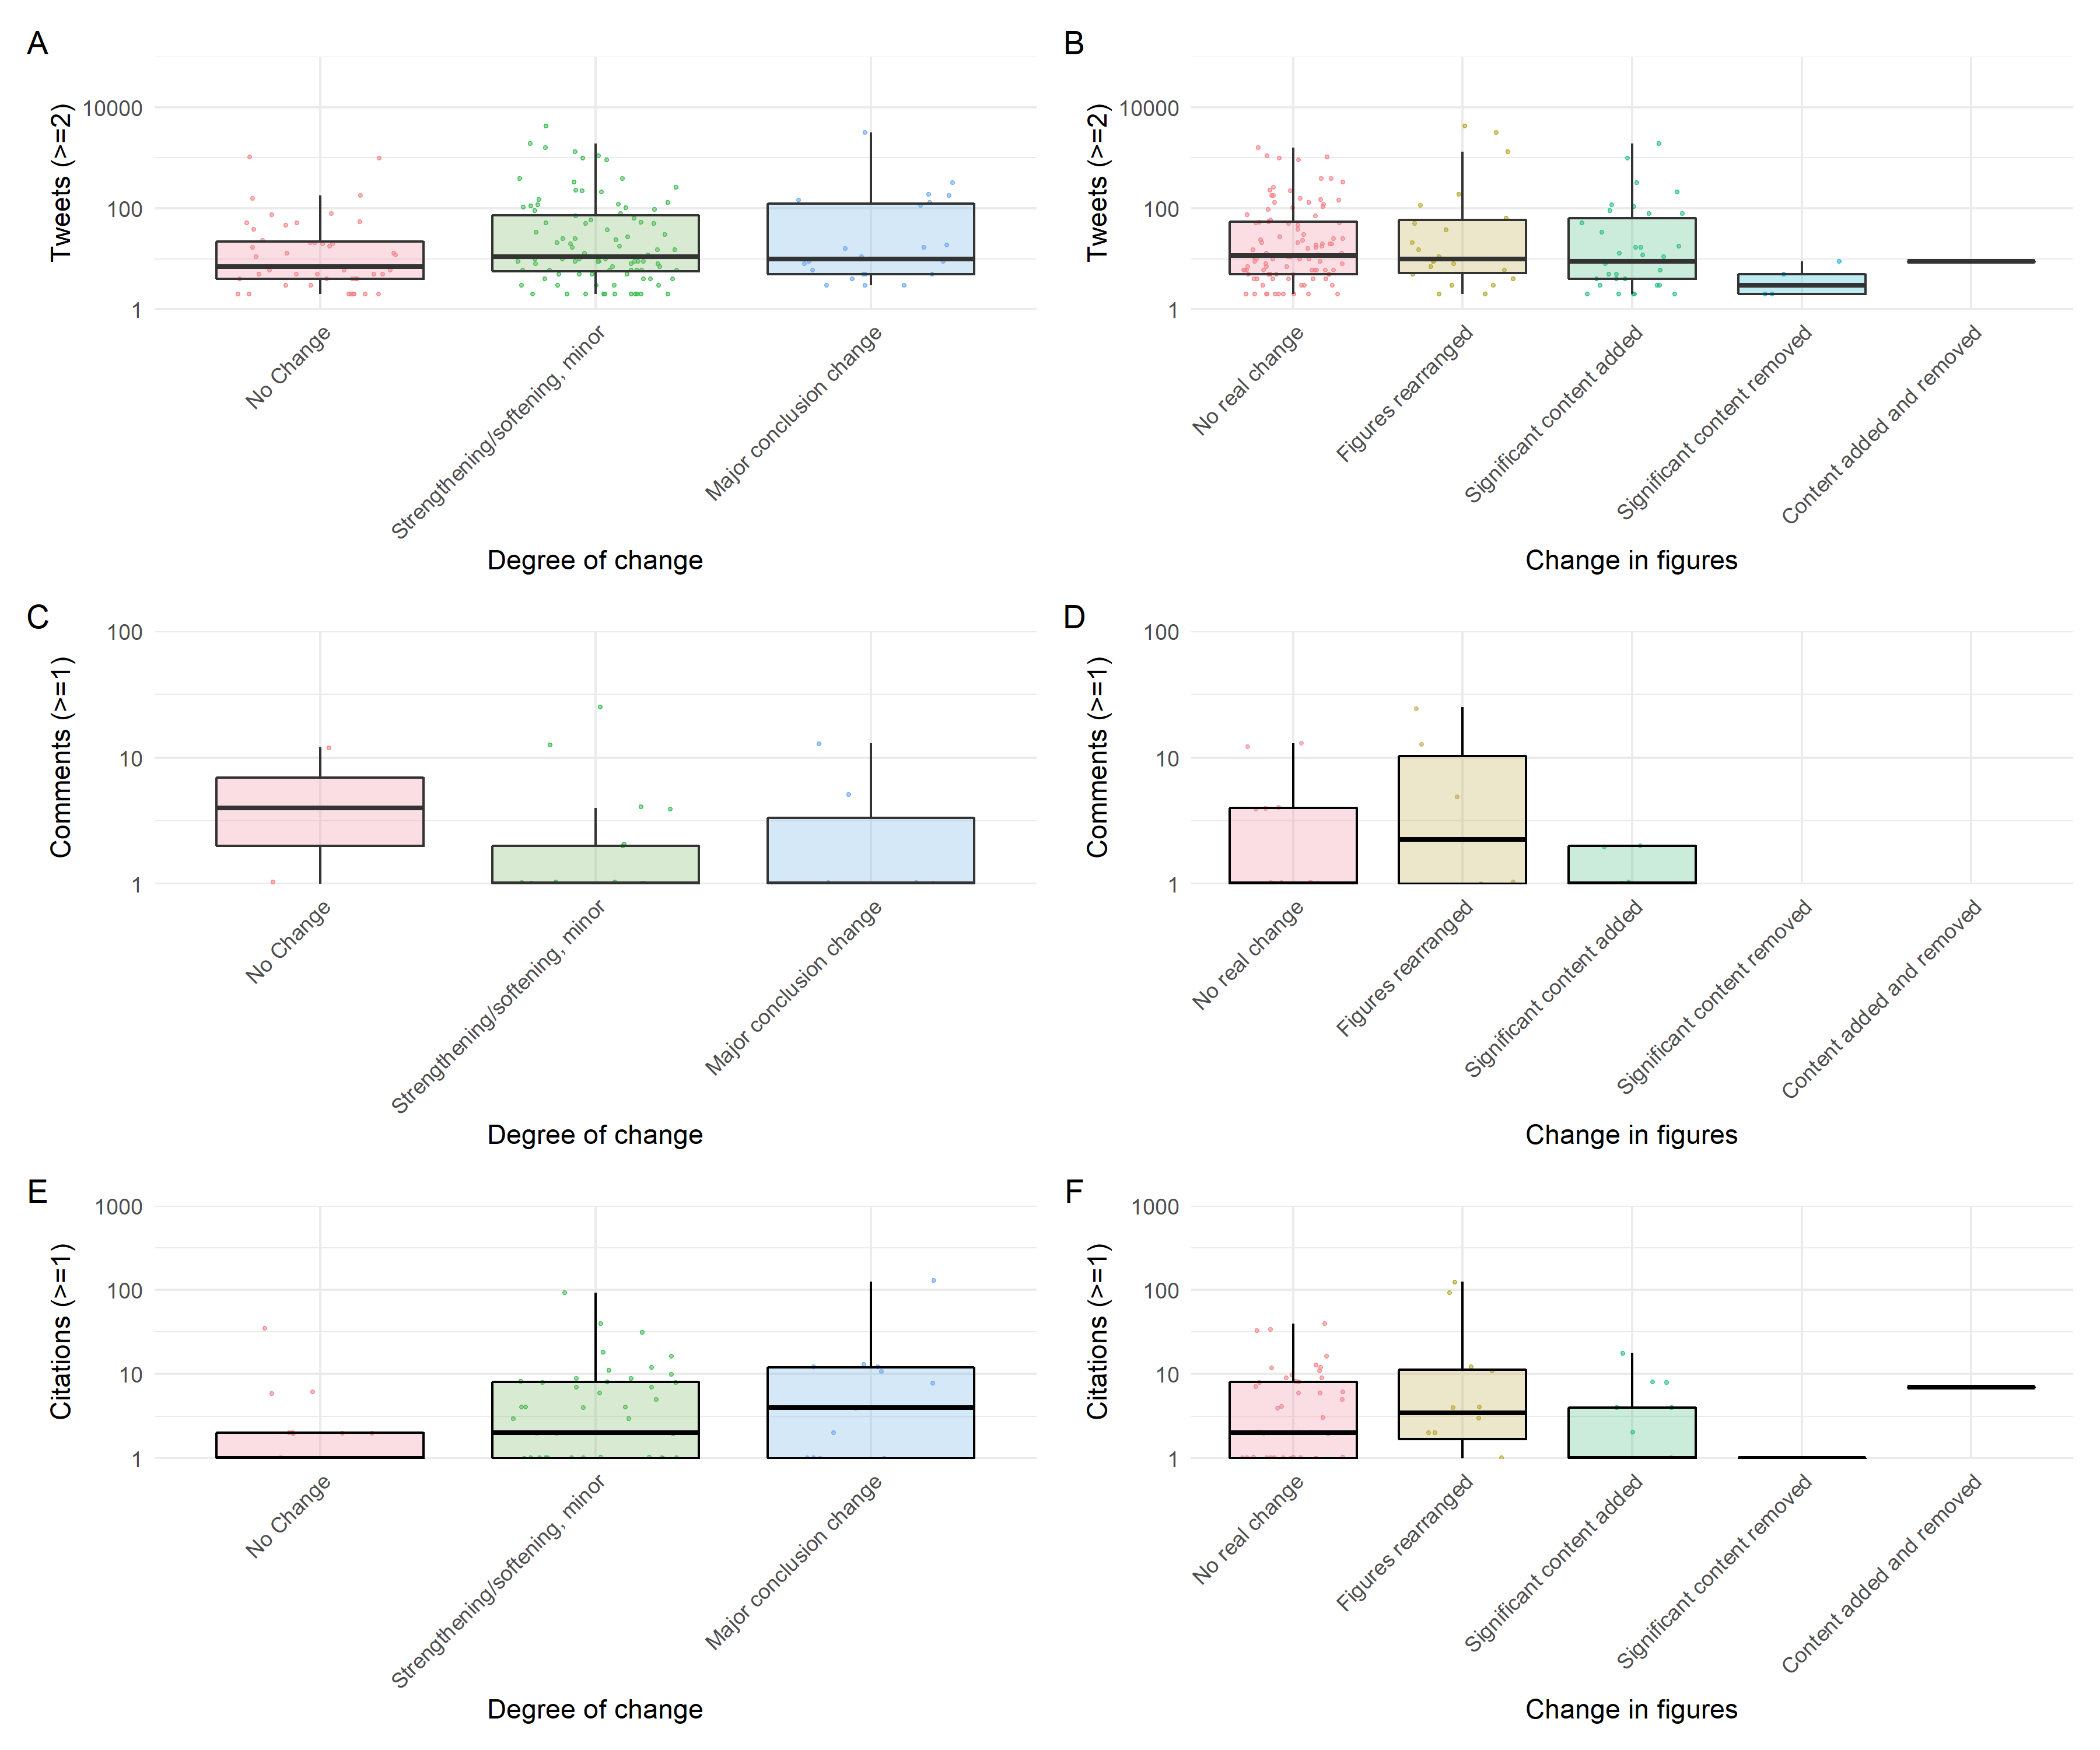 A
Tweets (>=2)
10000
100
1
No Change
Strengthening/softening, minor
Major conclusion change
Degree of change
B
Tweets (>=2)
10000
100
1
No real change
Figures rearranged
Significant content added
Significant content removed
Content added and removed
Change in figures
C
Comments (>=1)
100
10
1
No Change
Strengthening/softening, minor
Major conclusion change
Degree of change
D
Comments (>=1)
100
10
1
No real change
Figures rearranged
Significant content added
Significant content removed
Content added and removed
Change in figures
E
Citations (>=1)
1000
100
10
1
No Change
Strengthening/softening, minor
Major conclusion change
Degree of change
F
Citations (>=1)
1000
100
10
1
No real change
Figures rearranged
Significant content added
Significant content removed
Content added and removed
Change in figures